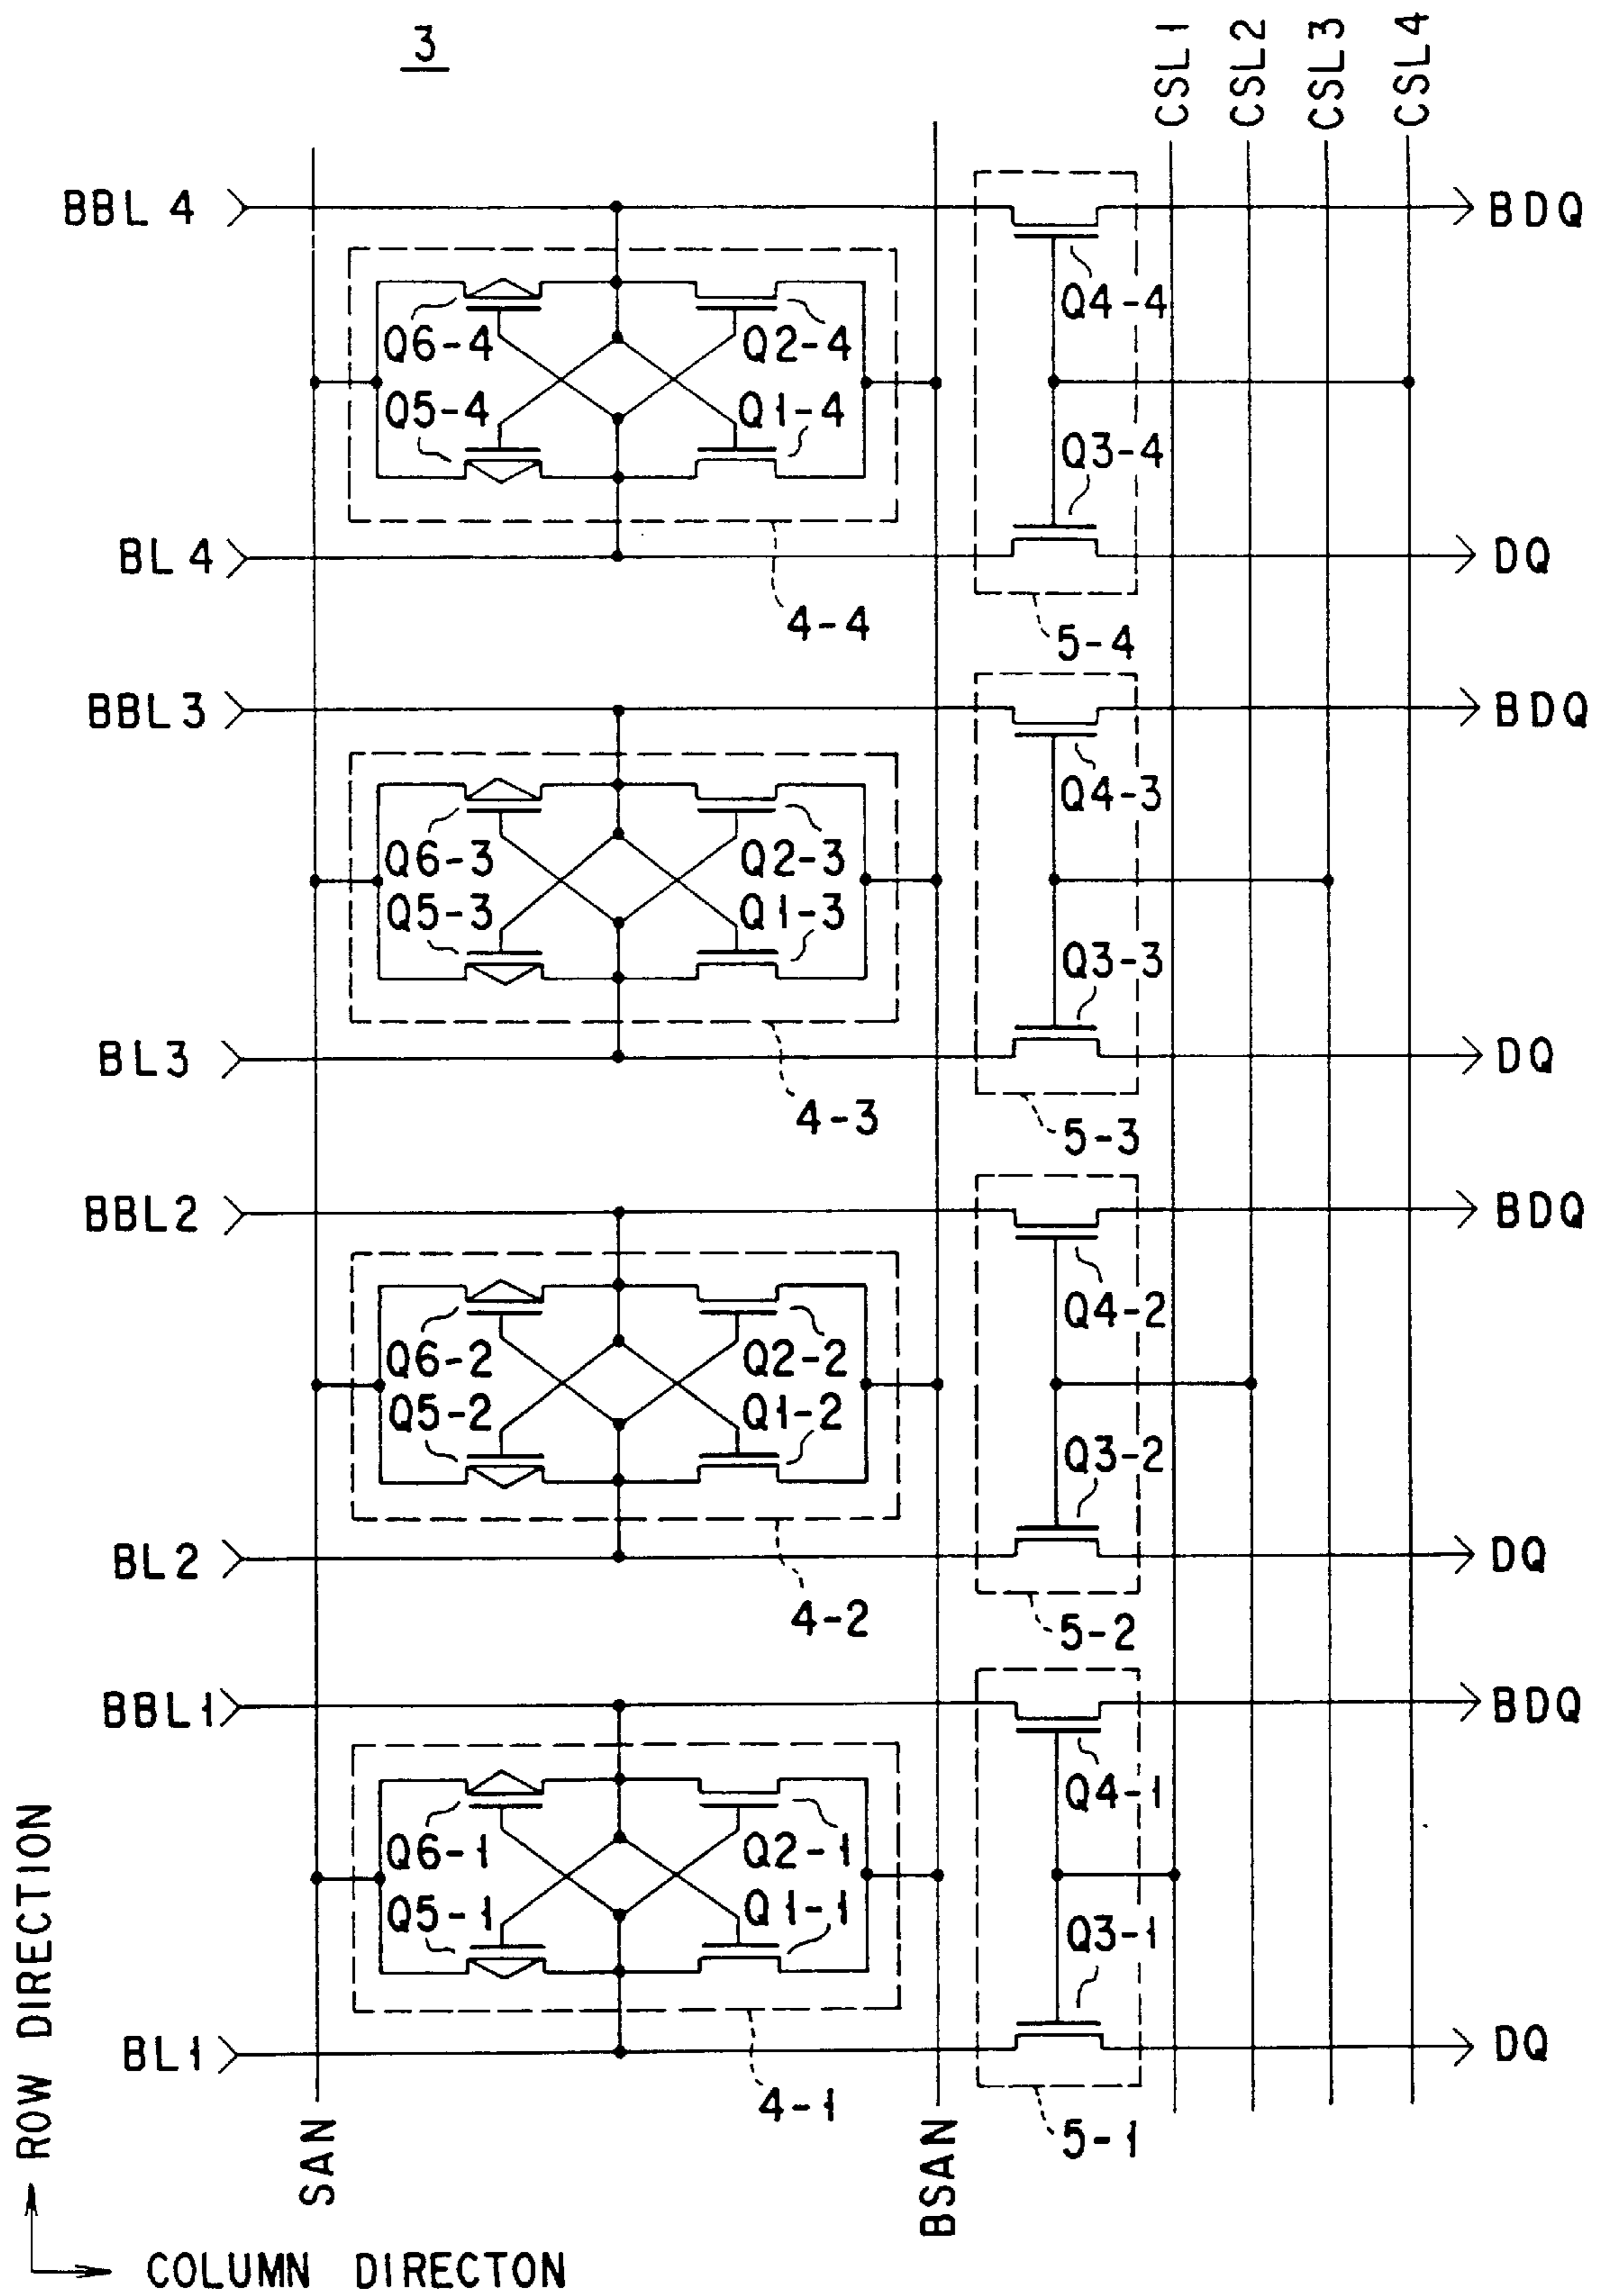 3
CSL1
CSL2
CSL3
CSL4
BBL4
BDQ
Q6-4
Q2-4
Q4-4
Q5-4
Q1-4
Q3-4
BL4
DQ
4-4
5-4
BBL3
BDQ
Q6-3
Q2-3
Q4-3
Q5-3
Q1-3
Q3-3
BL3
DQ
4-3
5-3
BBL2
BDQ
Q6-2
Q2-2
Q4-2
Q5-2
Q1-2
Q3-2
BL2
DQ
4-2
5-2
BBL1
BDQ
Q6-1
Q2-1
Q4-1
Q5-1
Q1-1
Q3-1
BL1
DQ
4-1
5-1
SAN
BSAN
ROW DIRECTION
COLUMN DIRECTON